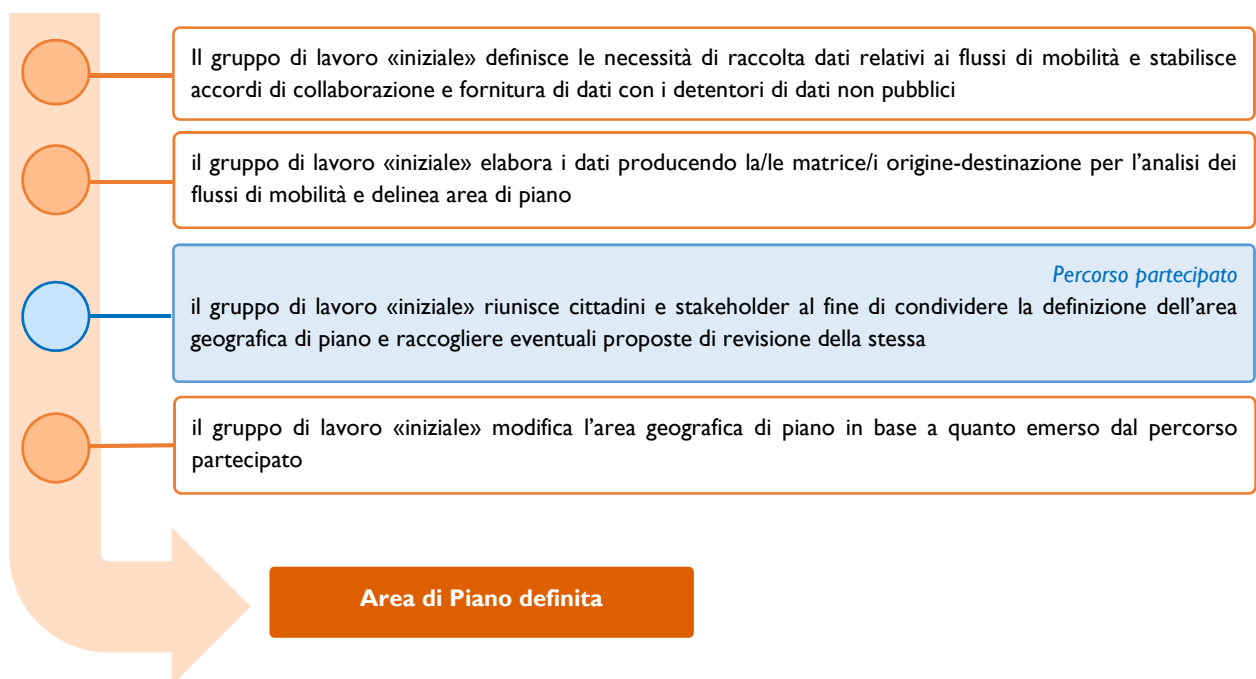 Il gruppo di lavoro «iniziale» definisce le necessità di raccolta dati relativi ai flussi di mobilità e stabilisce
accordi di collaborazione e fornitura di dati con i detentori di dati non pubblici
il gruppo di lavoro «iniziale» elabora i dati producendo la/le matrice/i origine-destinazione per l’analisi dei
flussi di mobilità e delinea area di piano
Percorso partecipato
il gruppo di lavoro «iniziale» riunisce cittadini e stakeholder al fine di condividere la definizione dell’area
geografica di piano e raccogliere eventuali proposte di revisione della stessa
il gruppo di lavoro «iniziale» modifica l’area geografica di piano in base a quanto emerso dal percorso
partecipato
Area di Piano definita